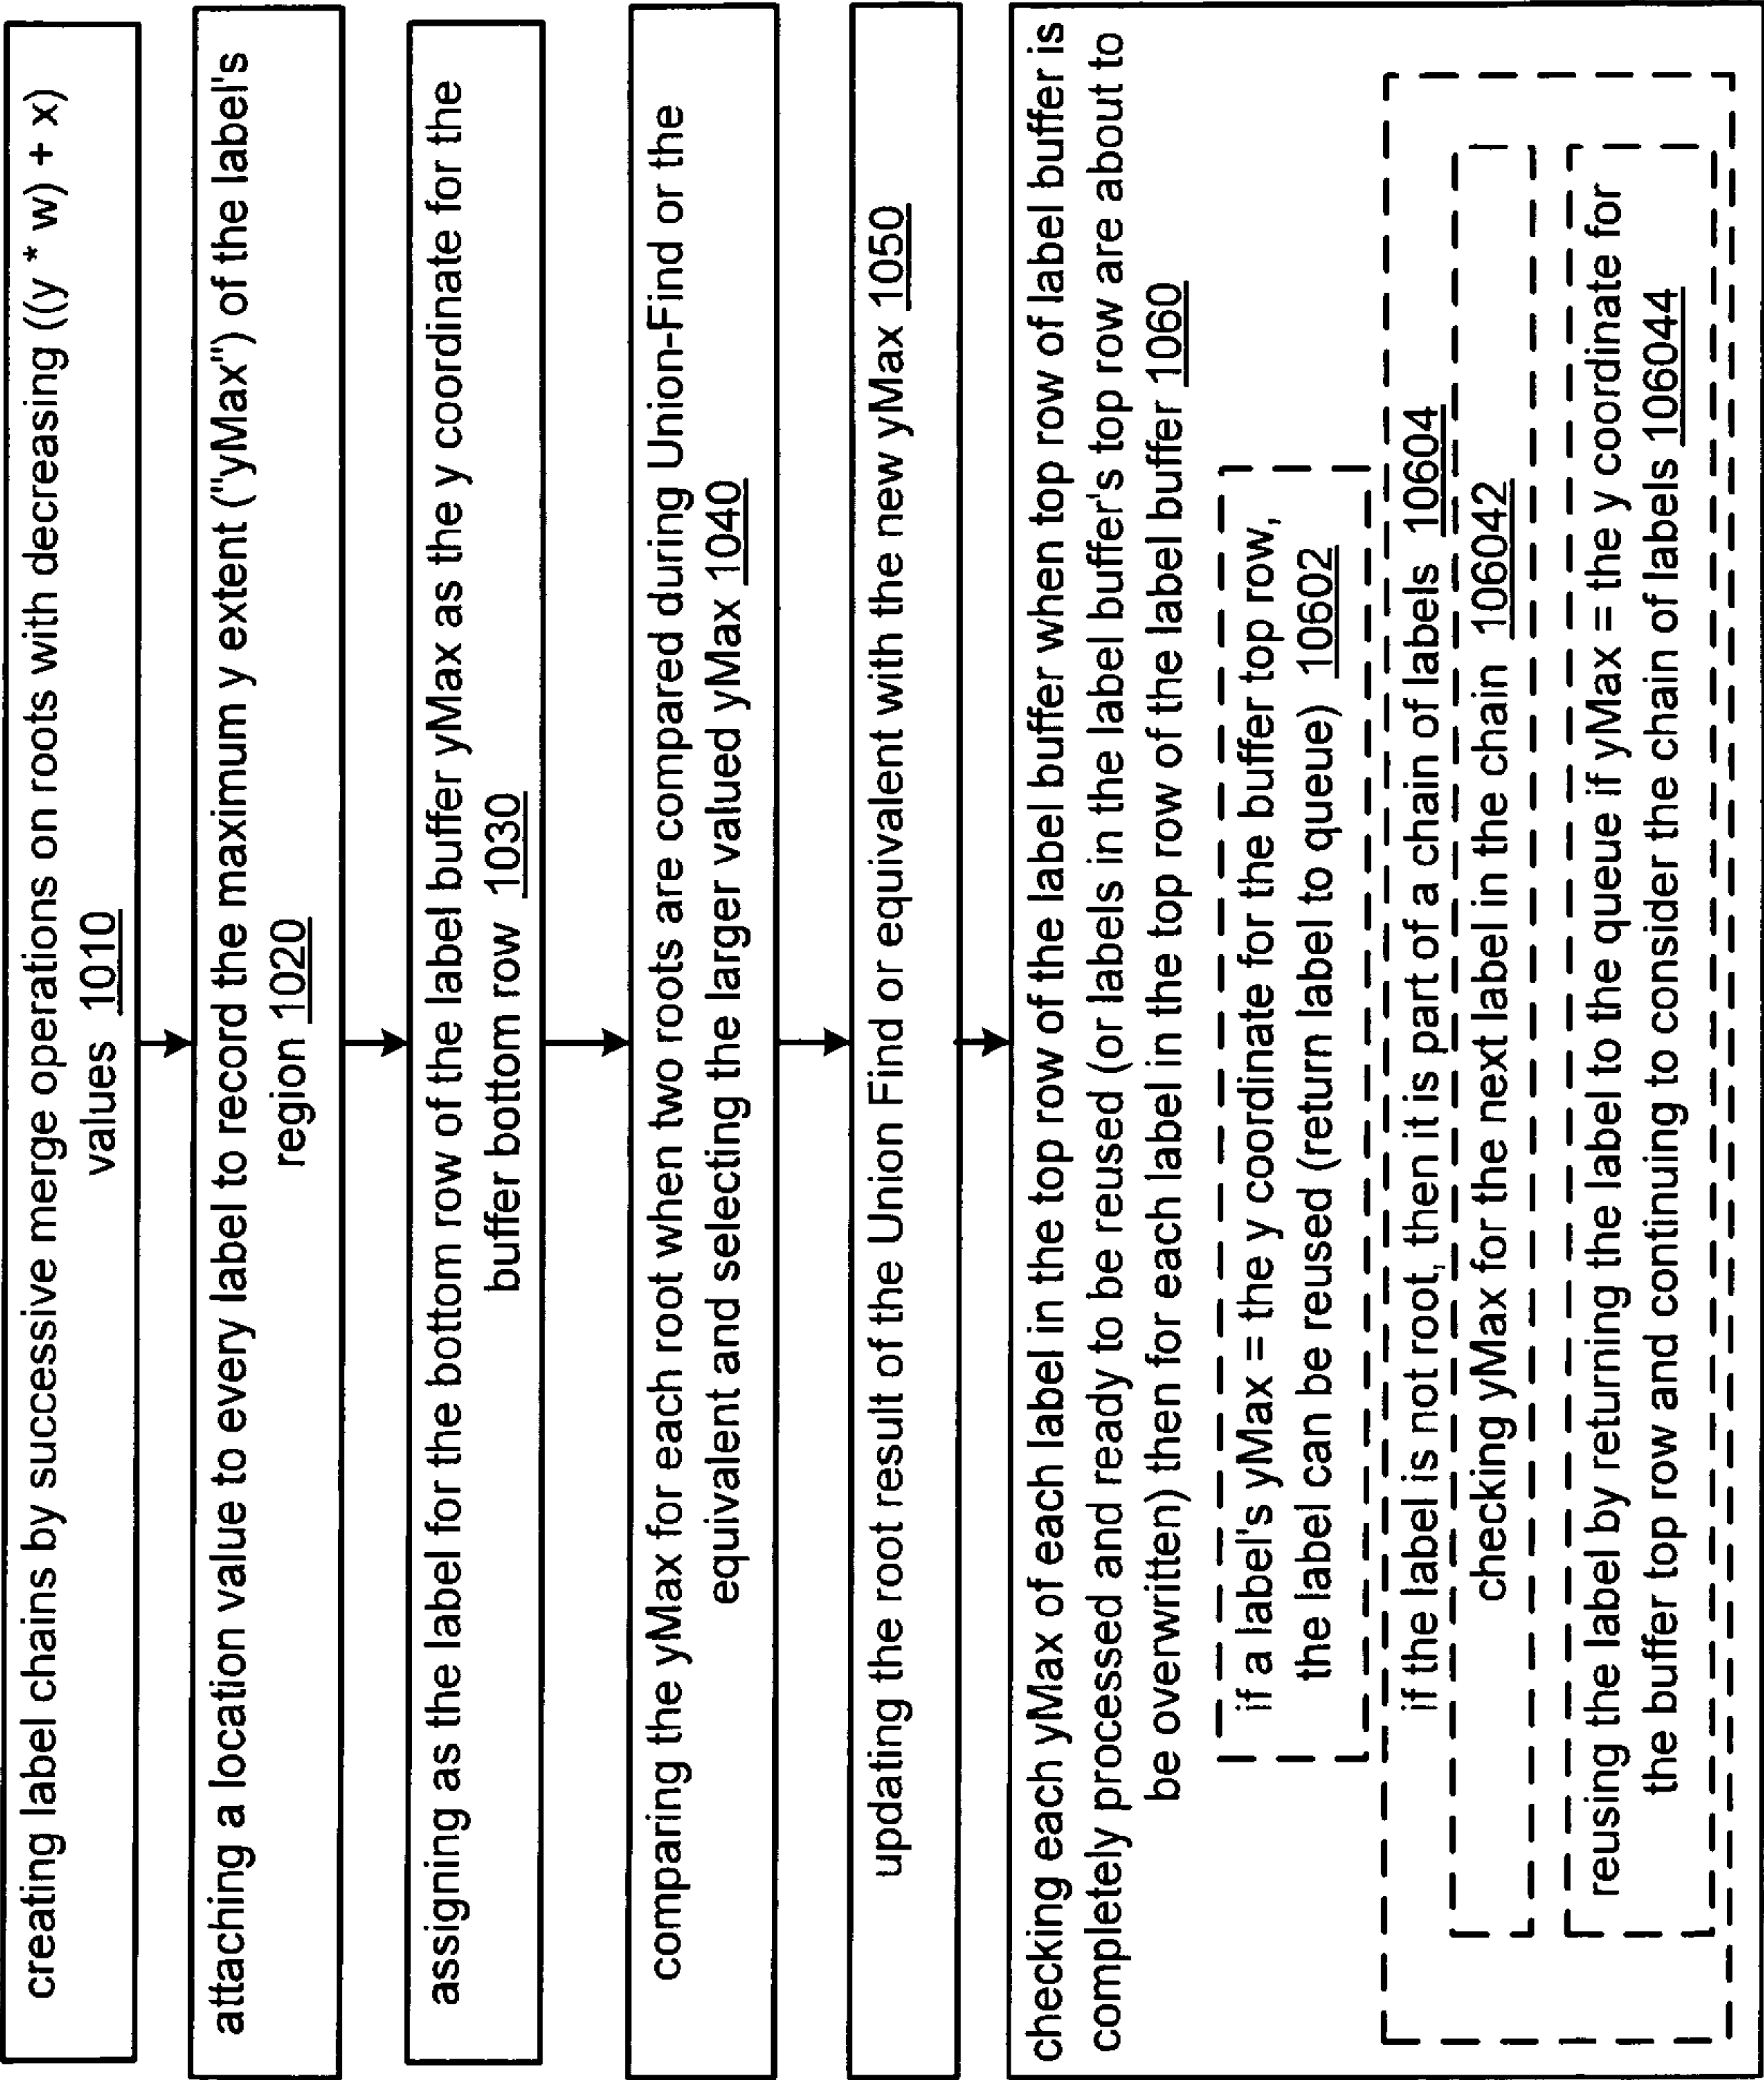 creating label chains by successive merge operations on roots with decreasing ((y * w) + x)
values 1010
attaching a location value to every label to record the maximum y extent ("yMax") of the label's
region 1020
assigning as the label for the bottom row of the label buffer yMax as the y coordinate for the
buffer bottom row 1030
comparing the yMax for each root when two roots are compared during Union-Find or the
equivalent and selecting the larger valued yMax 1040
updating the root result of the Union Find or equivalent with the new yMax 1050
checking each yMax of each label in the top row of the label buffer when top row of label buffer is
completely processed and ready to be reused (or labels in the label buffer's top row are about to
be overwritten) then for each label in the top row of the label buffer 1060
if a label's yMax = the y coordinate for the buffer top row,
the label can be reused (return label to queue) 10602
if the label is not root, then it is part of a chain of labels 10604
checking yMax for the next label in the chain 106042
reusing the label by returning the label to the queue if yMax = the y coordinate for
the buffer top row and continuing to consider the chain of labels 106044